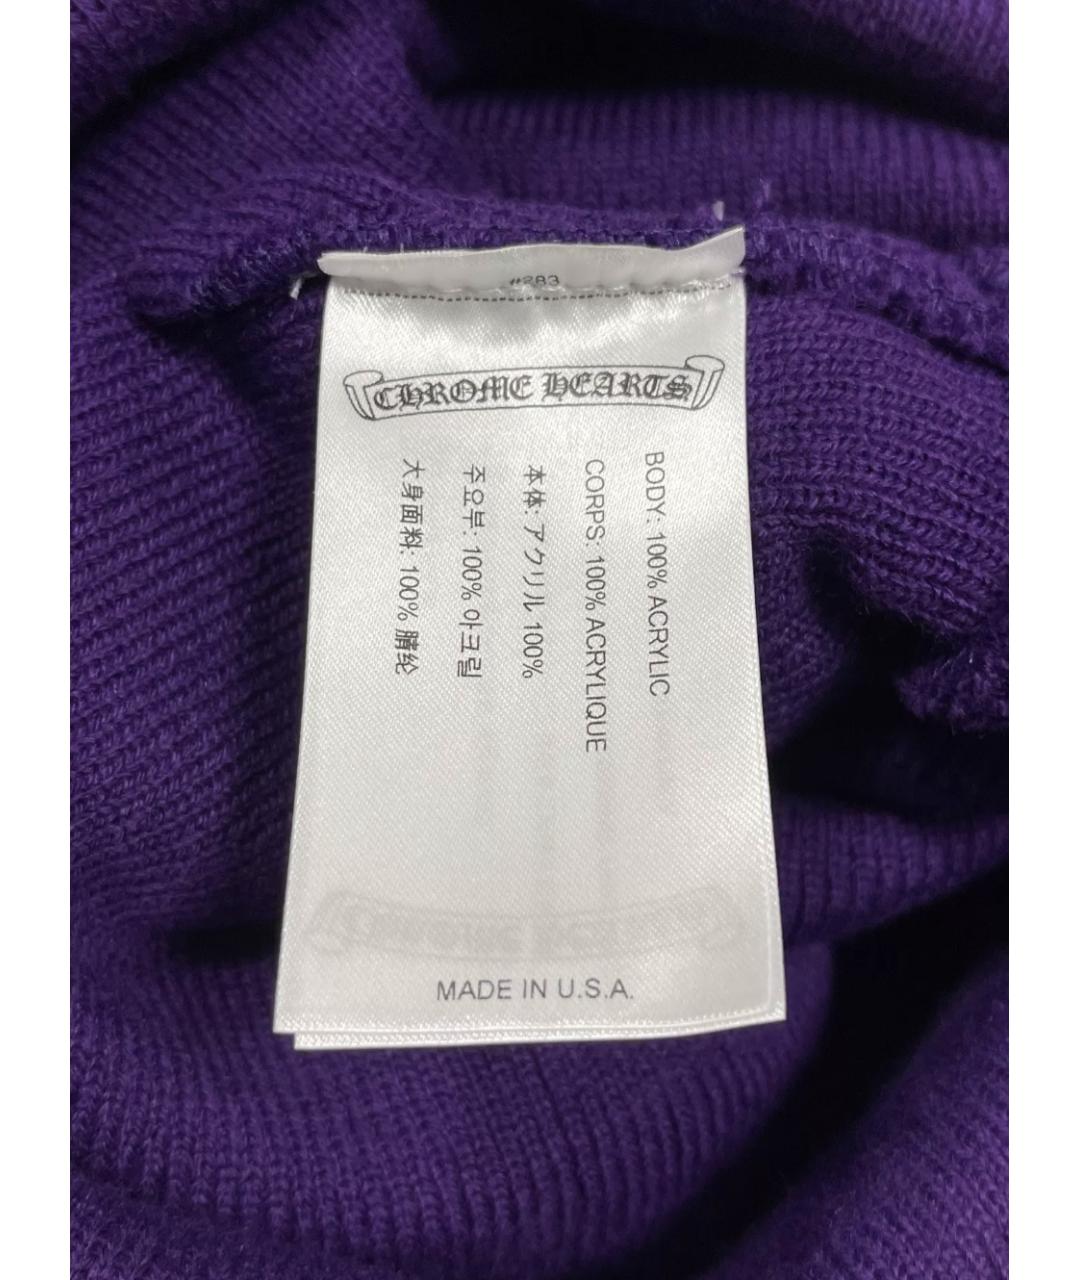 #283
CHROME HEARTS
BODY: 100% ACRYLIC
CORPS: 100% ACRYLIQUE
本体: アクリル 100%
주요부: 100% 아크릴
大身面料: 100% 腈纶
MADE IN U.S.A.